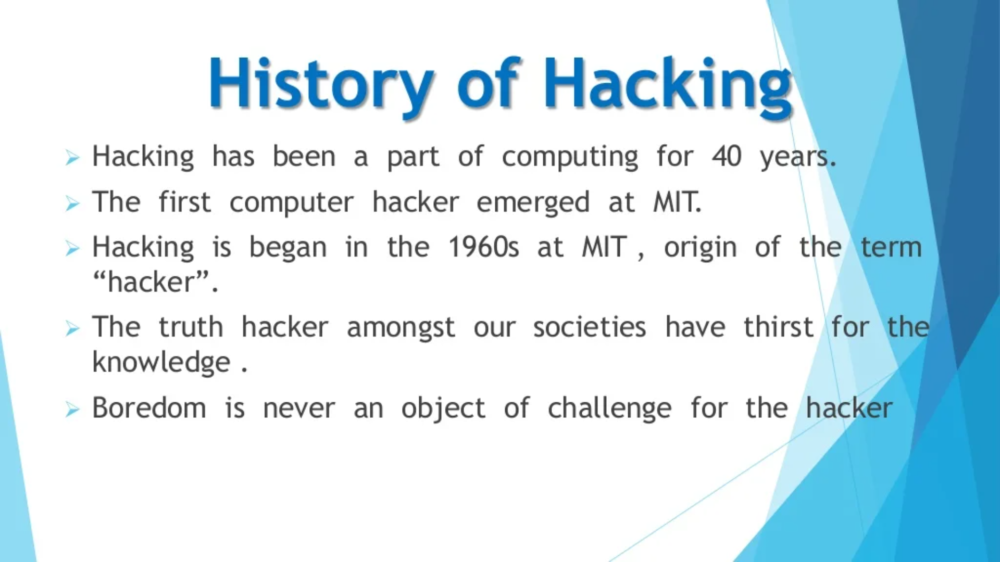 History of Hacking
Hacking has been a part of computing for 40 years.
The first computer hacker emerged at MIT.
Hacking is began in the 1960s at MIT , origin of the term
“hacker”.
The truth hacker amongst our societies have thirst for the
knowledge .
Boredom is never an object of challenge for the hacker